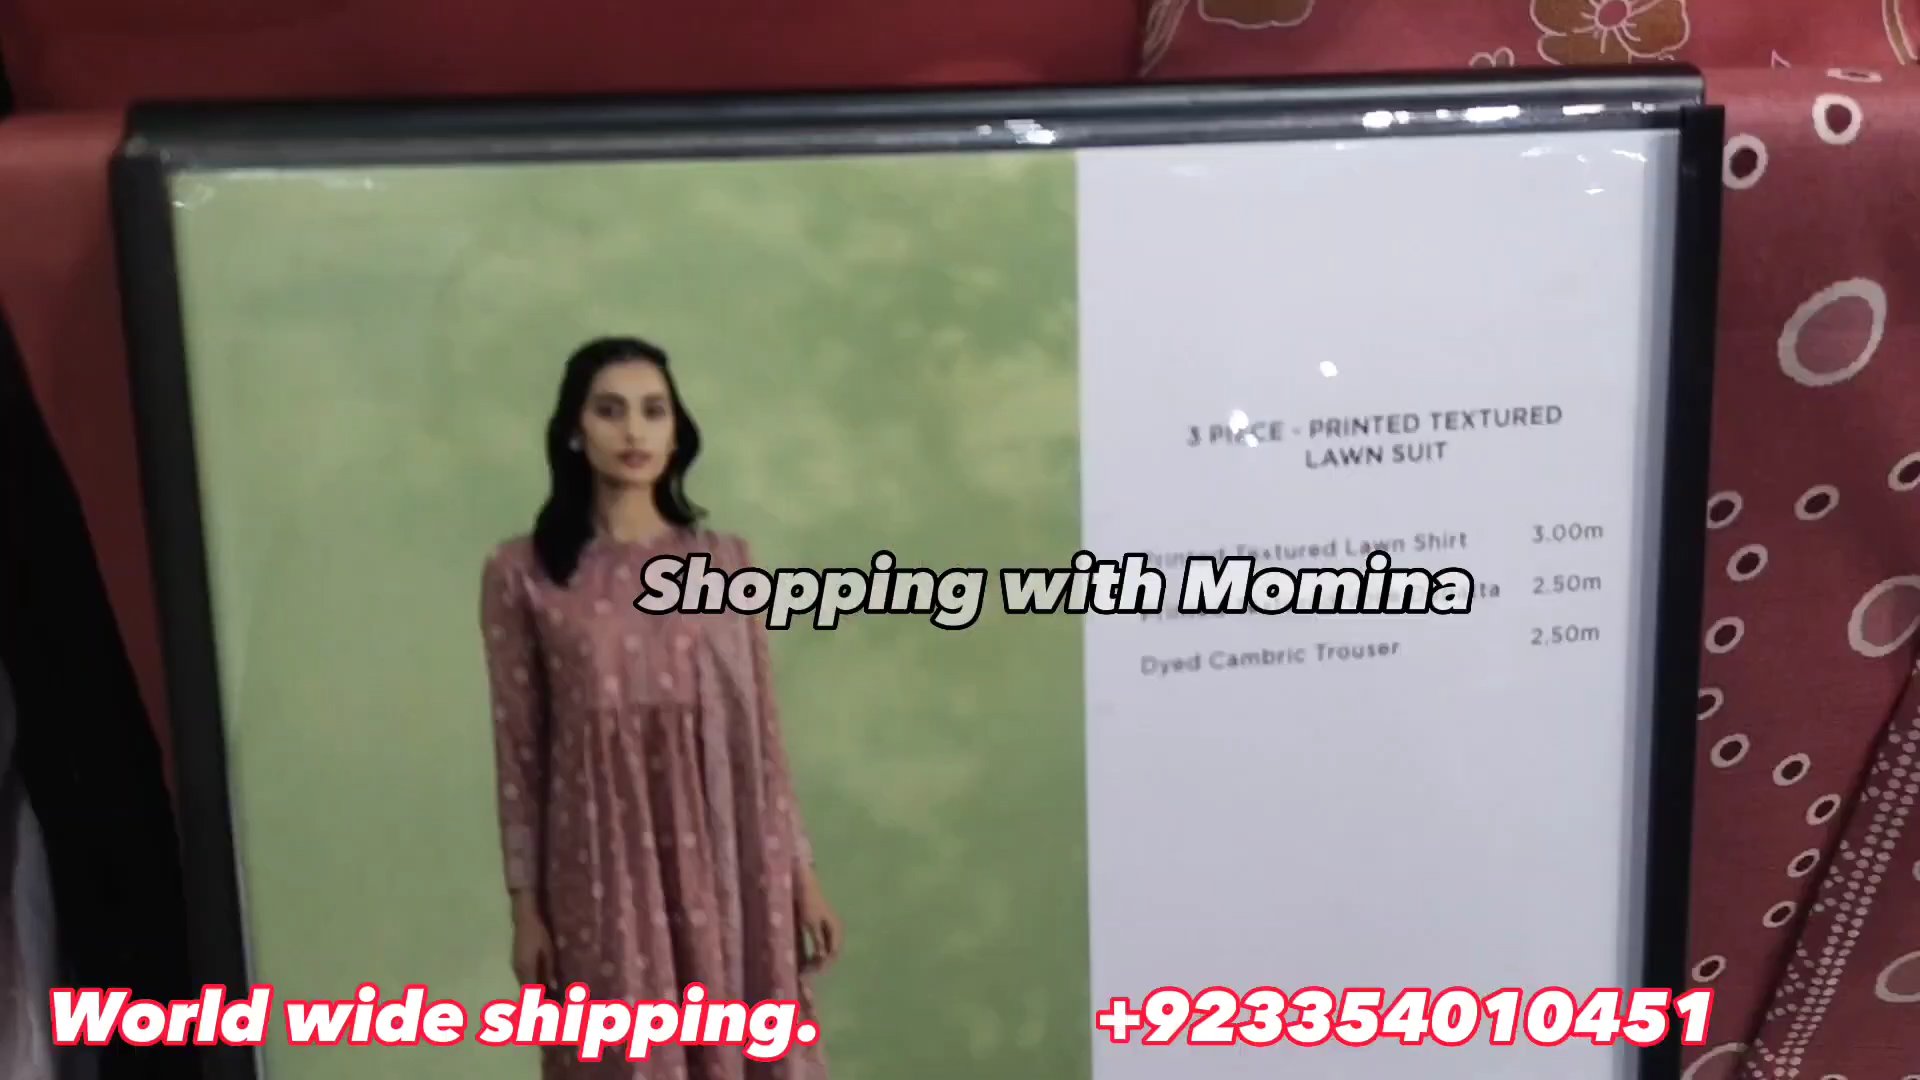 3 PIECE - PRINTED TEXTURED
LAWN SUIT
Printed Textured Lawn Shirt 3.00m
2.50m
Dyed Cambric Trouser 2.50m
Shopping with Momina
World wide shipping.
+923354010451